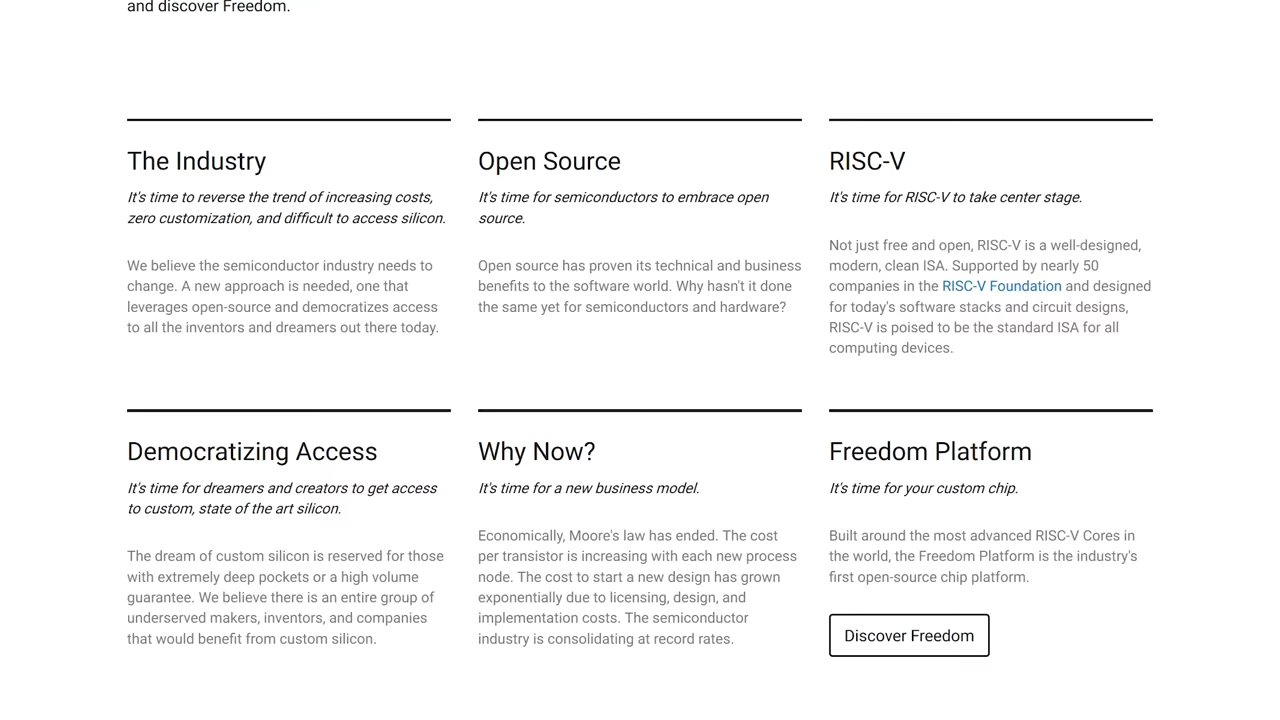 and discover Freedom.
The Industry
It's time to reverse the trend of increasing costs,
zero customization, and difficult to access silicon.
We believe the semiconductor industry needs to
change. A new approach is needed, one that
leverages open-source and democratizes access
to all the inventors and dreamers out there today.
Open Source
It's time for semiconductors to embrace open
source.
Open source has proven its technical and business
benefits to the software world. Why hasn't it done
the same yet for semiconductors and hardware?
RISC-V
It's time for RISC-V to take center stage.
Not just free and open, RISC-V is a well-designed,
modern, clean ISA. Supported by nearly 50
companies in the RISC-V Foundation and designed
for today's software stacks and circuit designs,
RISC-V is poised to be the standard ISA for all
computing devices.
Democratizing Access
It's time for dreamers and creators to get access
to custom, state of the art silicon.
The dream of custom silicon is reserved for those
with extremely deep pockets or a high volume
guarantee. We believe there is an entire group of
underserved makers, inventors, and companies
that would benefit from custom silicon.
Why Now?
It's time for a new business model.
Economically, Moore's law has ended. The cost
per transistor is increasing with each new process
node. The cost to start a new design has grown
exponentially due to licensing, design, and
implementation costs. The semiconductor
industry is consolidating at record rates.
Freedom Platform
It's time for your custom chip.
Built around the most advanced RISC-V Cores in
the world, the Freedom Platform is the industry's
first open-source chip platform.
Discover Freedom